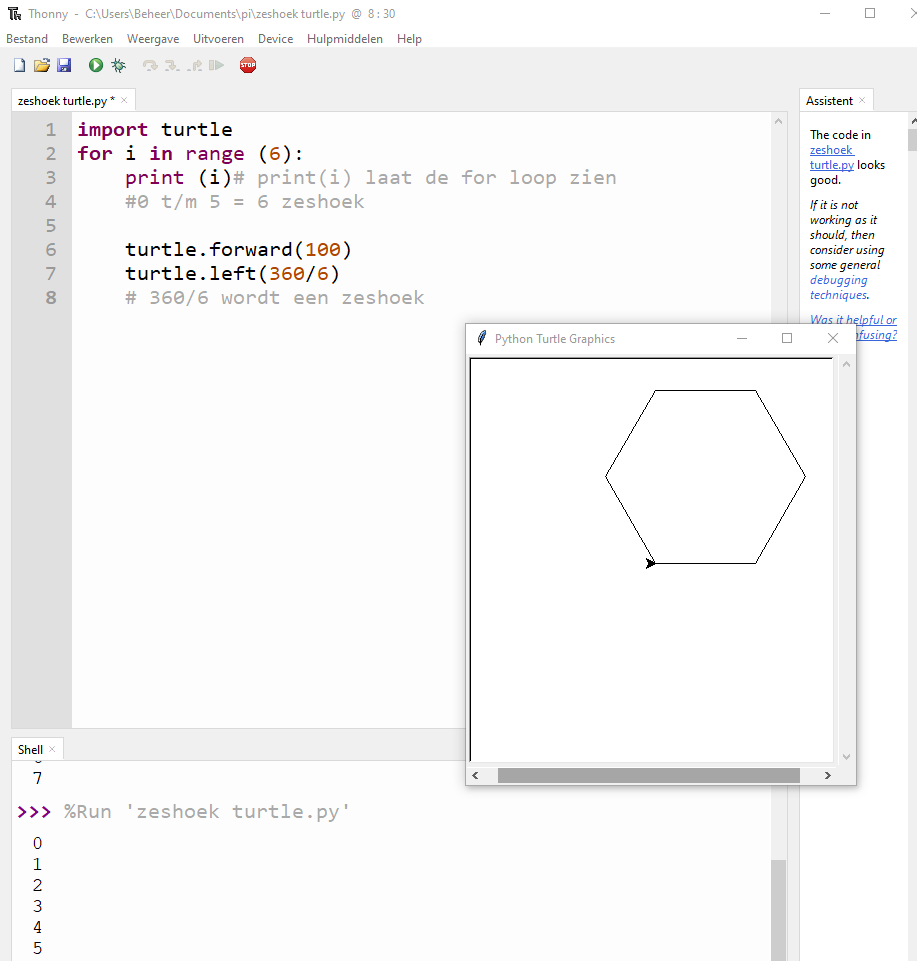 Thonny - C:\Users\Beheer\Documents\pi\zeshoek turtle.py @ 8:30
Bestand Bewerken Weergave Uitvoeren Device Hulpmiddelen Help
STOP
zeshoek turtle.py * ×
1 import turtle
2 for i in range (6):
3 print (i)# print(i) laat de for loop zien
4 #0 t/m 5 = 6 zeshoek
5
6 turtle.forward(100)
7 turtle.left(360/6)
8 # 360/6 wordt een zeshoek
Assistent ×
The code in
zeshoek
turtle.py looks
good.
If it is not
working as it
should, then
consider using
some general
debugging
techniques.
Was it helpful or
fusing?
Python Turtle Graphics
Shell ×
7
>>> %Run 'zeshoek turtle.py'
0
1
2
3
4
5